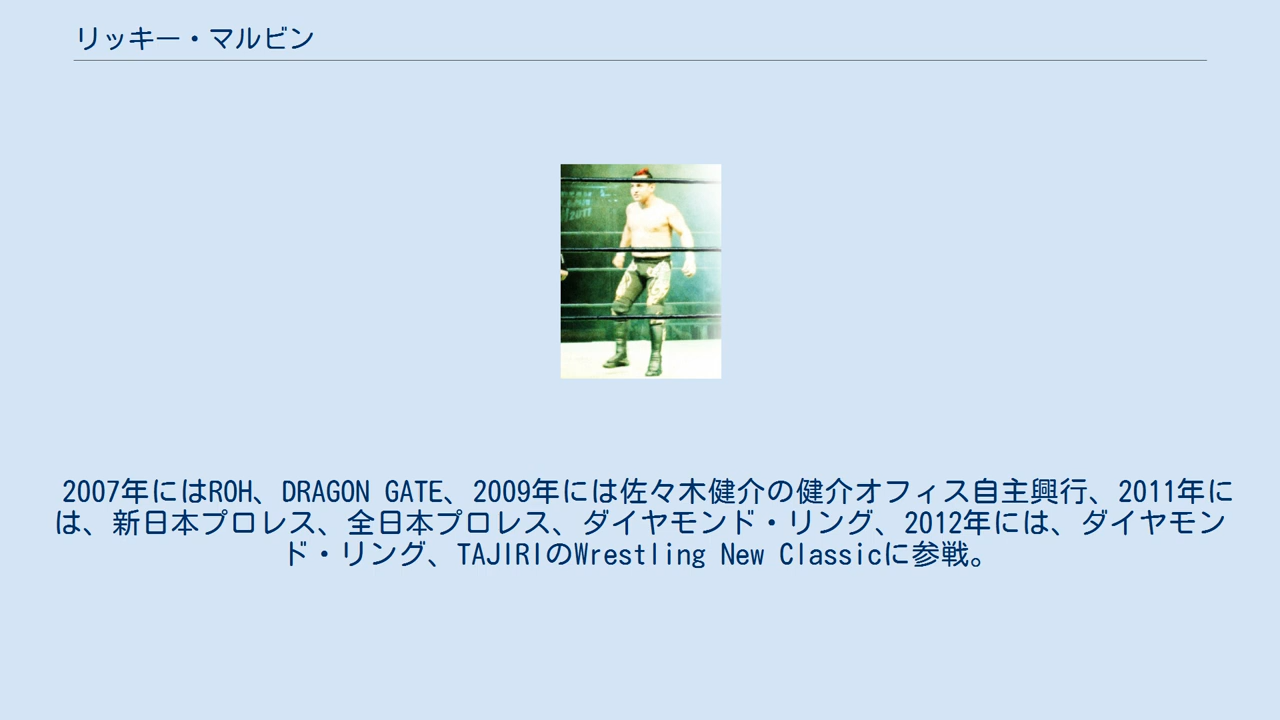 リッキー・マルビン
2007年にはROH、DRAGON GATE、2009年には佐々木健介の健介オフィス自主興行、2011年に
は、新日本プロレス、全日本プロレス、ダイヤモンド・リング、2012年には、ダイヤモン
ド・リング、TAJIRIのWrestling New Classicに参戦。